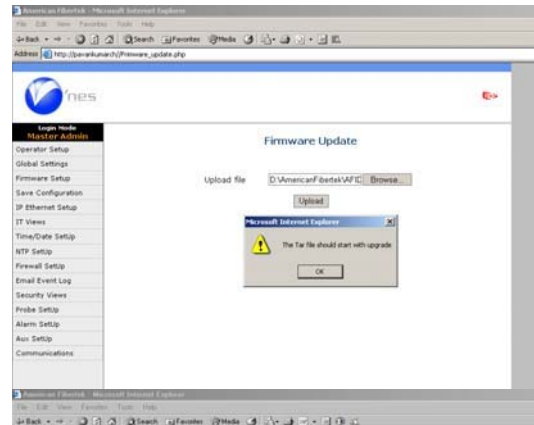 American Fibertek - Microsoft Internet Explorer
File Edit View Favorites Tools Help
Back Search Favorites Media
Address http://pavankumarch//Firmware_update.php
V'nes
Login Mode
Master Admin
Operator Setup
Global Settings
Firmware Setup
Save Configuration
IP Ethernet Setup
IT Views
Time/Date SetUp
NTP SetUp
Firewall SetUp
Email Event Log
Security Views
Probe SetUp
Alarm SetUp
Aux SetUp
Communications
Firmware Update
Upload file D:\AmericanFibertek\AFI Browse...
Upload
Microsoft Internet Explorer
The Tar file should start with upgrade
OK
American Fibertek - Microsoft Internet Explorer
File Edit View Favorites Tools Help
Back Search Favorites Media